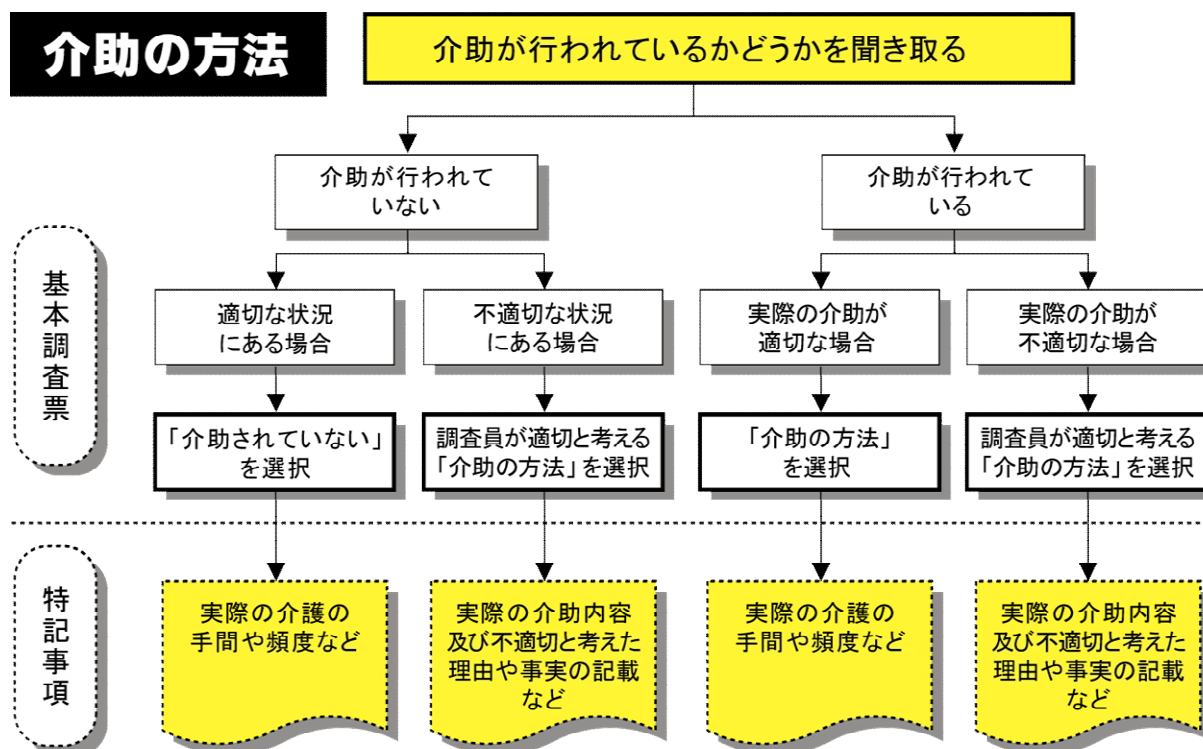 介助の方法
介助が行われているかどうかを聞き取る
介助が行われて
いない
介助が行われて
いる
基本調査票
適切な状況
にある場合
不適切な状況
にある場合
実際の介助が
適切な場合
実際の介助が
不適切な場合
「介助されていない」
を選択
調査員が適切と考える
「介助の方法」を選択
「介助の方法」
を選択
調査員が適切と考える
「介助の方法」を選択
特記事項
実際の介護の
手間や頻度など
実際の介助内容
及び不適切と考えた
理由や事実の記載
など
実際の介護の
手間や頻度など
実際の介助内容
及び不適切と考えた
理由や事実の記載
など